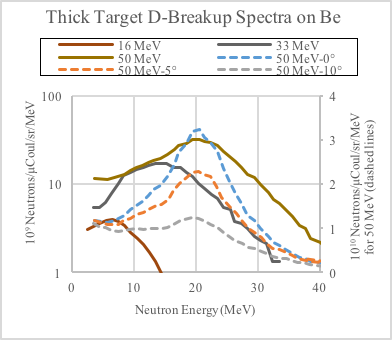 Thick Target D-Breakup Spectra on Be
16 MeV 33 MeV
50 MeV 50 MeV-0°
50 MeV-5° 50 MeV-10°
10⁹ Neutrons/μCoul/sr/MeV
100
10
1
4
3
2
1
0
10¹⁰ Neutrons/μCoul/sr/MeV
for 50 MeV (dashed lines)
0 10 20 30 40
Neutron Energy (MeV)